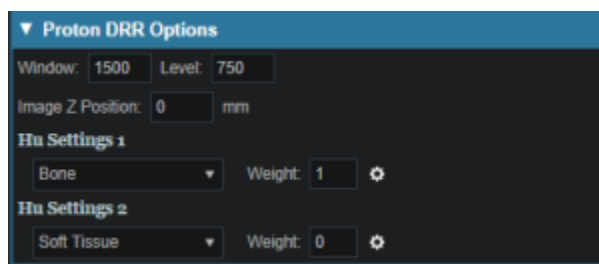 Proton DRR Options
Window: 1500 Level: 750
Image Z Position: 0 mm
Hu Settings 1
Bone Weight: 1
Hu Settings 2
Soft Tissue Weight: 0